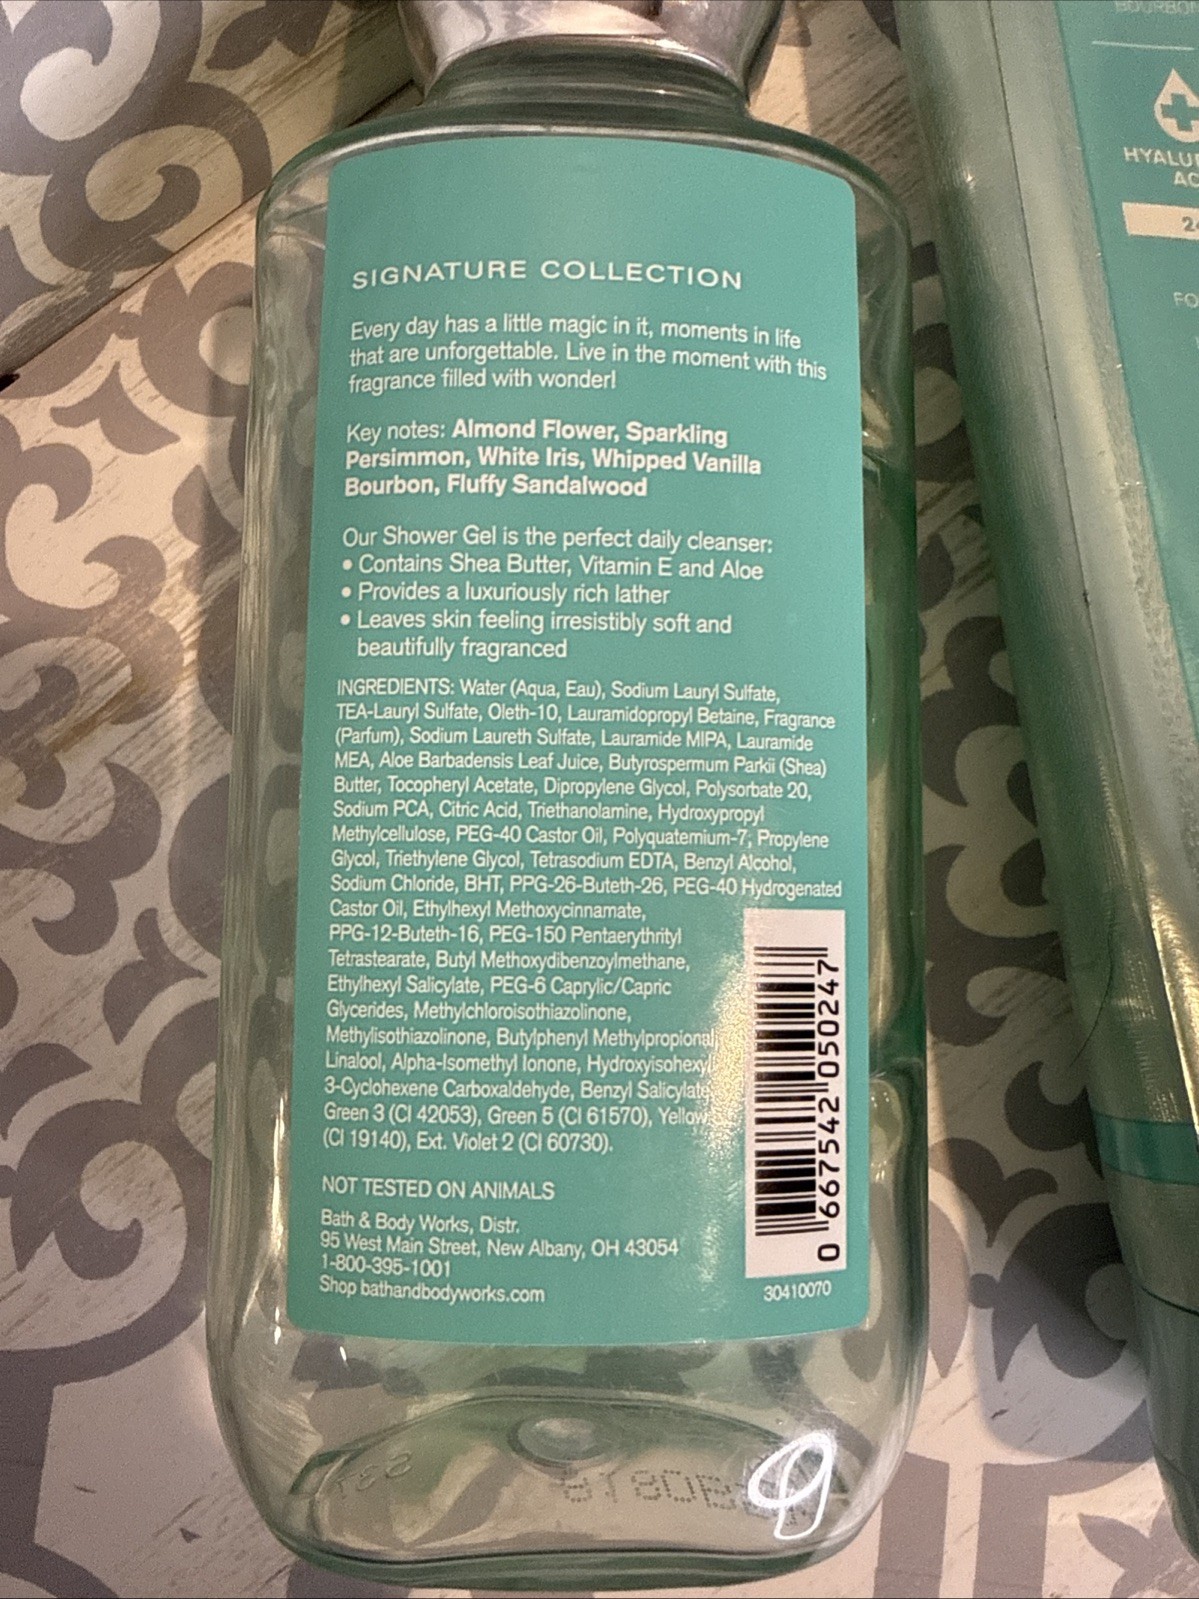 SIGNATURE COLLECTION
Every day has a little magic in it, moments in life
that are unforgettable. Live in the moment with this
fragrance filled with wonder!
Key notes: Almond Flower, Sparkling
Persimmon, White Iris, Whipped Vanilla
Bourbon, Fluffy Sandalwood
Our Shower Gel is the perfect daily cleanser:
• Contains Shea Butter, Vitamin E and Aloe
• Provides a luxuriously rich lather
• Leaves skin feeling irresistibly soft and
beautifully fragranced
INGREDIENTS: Water (Aqua, Eau), Sodium Lauryl Sulfate,
TEA-Lauryl Sulfate, Oleth-10, Lauramidopropyl Betaine, Fragrance
(Parfum), Sodium Laureth Sulfate, Lauramide MIPA, Lauramide
MEA, Aloe Barbadensis Leaf Juice, Butyrospermum Parkii (Shea)
Butter, Tocopheryl Acetate, Dipropylene Glycol, Polysorbate 20,
Sodium PCA, Citric Acid, Triethanolamine, Hydroxypropyl
Methylcellulose, PEG-40 Castor Oil, Polyquaternium-7, Propylene
Glycol, Triethylene Glycol, Tetrasodium EDTA, Benzyl Alcohol,
Sodium Chloride, BHT, PPG-26-Buteth-26, PEG-40 Hydrogenated
Castor Oil, Ethylhexyl Methoxycinnamate,
PPG-12-Buteth-16, PEG-150 Pentaerythrityl
Tetrastearate, Butyl Methoxydibenzoylmethane,
Ethylhexyl Salicylate, PEG-6 Caprylic/Capric
Glycerides, Methylchloroisothiazolinone,
Methylisothiazolinone, Butylphenyl Methylpropional
Linalool, Alpha-Isomethyl Ionone, Hydroxyisohexyl
3-Cyclohexene Carboxaldehyde, Benzyl Salicylate
Green 3 (CI 42053), Green 5 (CI 61570), Yellow
(CI 19140), Ext. Violet 2 (CI 60730).
NOT TESTED ON ANIMALS
Bath & Body Works, Distr.
95 West Main Street, New Albany, OH 43054
1-800-395-1001
Shop bathandbodyworks.com
0 667542 050247
30410070
BOURBON
HYALU
AC
24
FO